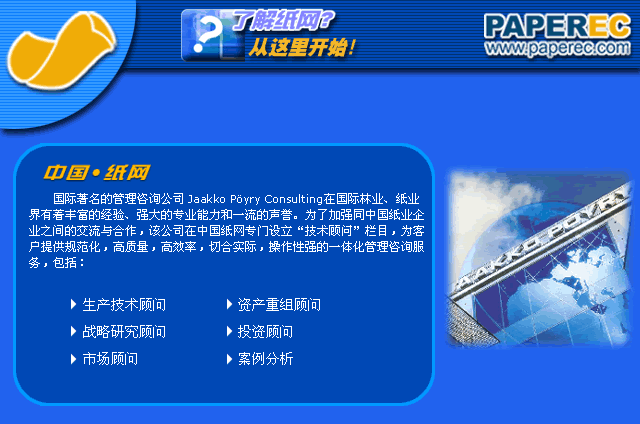 了解纸网?
从这里开始!
PAPEREC
www.paperec.com
中国·纸网
国际著名的管理咨询公司 Jaakko Pöyry Consulting在国际林业、纸业
界有着丰富的经验、强大的专业能力和一流的声誉。为了加强同中国纸业企
业之间的交流与合作，该公司在中国纸网专门设立“技术顾问”栏目，为客
户提供规范化，高质量，高效率，切合实际，操作性强的一体化管理咨询服
务，包括：
生产技术顾问
资产重组顾问
战略研究顾问
投资顾问
市场顾问
案例分析
JAAKKO PÖYRY